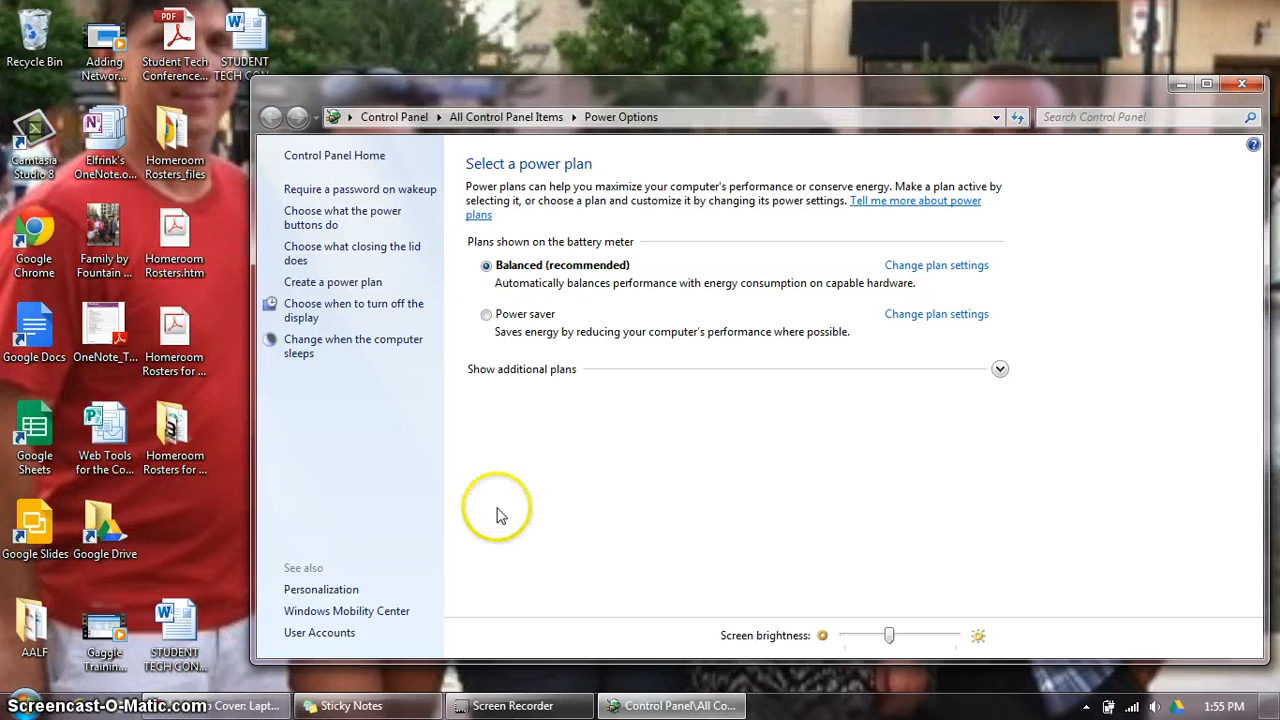 Recycle Bin
Adding
Networ...
Student Tech
Conference...
STUDENT
TECH CON...
Camtasia
Studio 8
Elfrink's
OneNote.o...
Homeroom
Rosters_files
Google
Chrome
Family by
Fountain ...
Homeroom
Rosters.htm
Google Docs
OneNote_T...
Homeroom
Rosters for ...
Google
Sheets
Web Tools
for the Co...
Homeroom
Rosters for ...
Google Slides
Google Drive
AALF
Gaggle
Trainin...
STUDENT
TECH CON...
Control Panel
All Control Panel Items
Power Options
Search Control Panel
Control Panel Home
Require a password on wakeup
Choose what the power
buttons do
Choose what closing the lid
does
Create a power plan
Choose when to turn off the
display
Change when the computer
sleeps
See also
Personalization
Windows Mobility Center
User Accounts
Select a power plan
Power plans can help you maximize your computer's performance or conserve energy. Make a plan active by
selecting it, or choose a plan and customize it by changing its power settings. Tell me more about power
plans
Plans shown on the battery meter
Balanced (recommended) Change plan settings
Automatically balances performance with energy consumption on capable hardware.
Power saver Change plan settings
Saves energy by reducing your computer's performance where possible.
Show additional plans
Screen brightness:
Screencast-O-Matic.com
p Cover: Lapt...
Sticky Notes
Screen Recorder
Control Panel\All Co...
1:55 PM